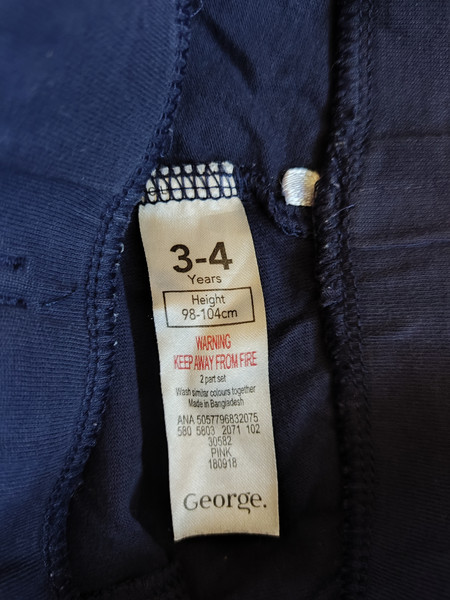 3-4
Years
Height
98-104cm
WARNING
KEEP AWAY FROM FIRE
2 part set
Wash similar colours together
Made in Bangladesh
ANA 5057796832075
580 5803 2071 102
30582
PINK
180918
George.